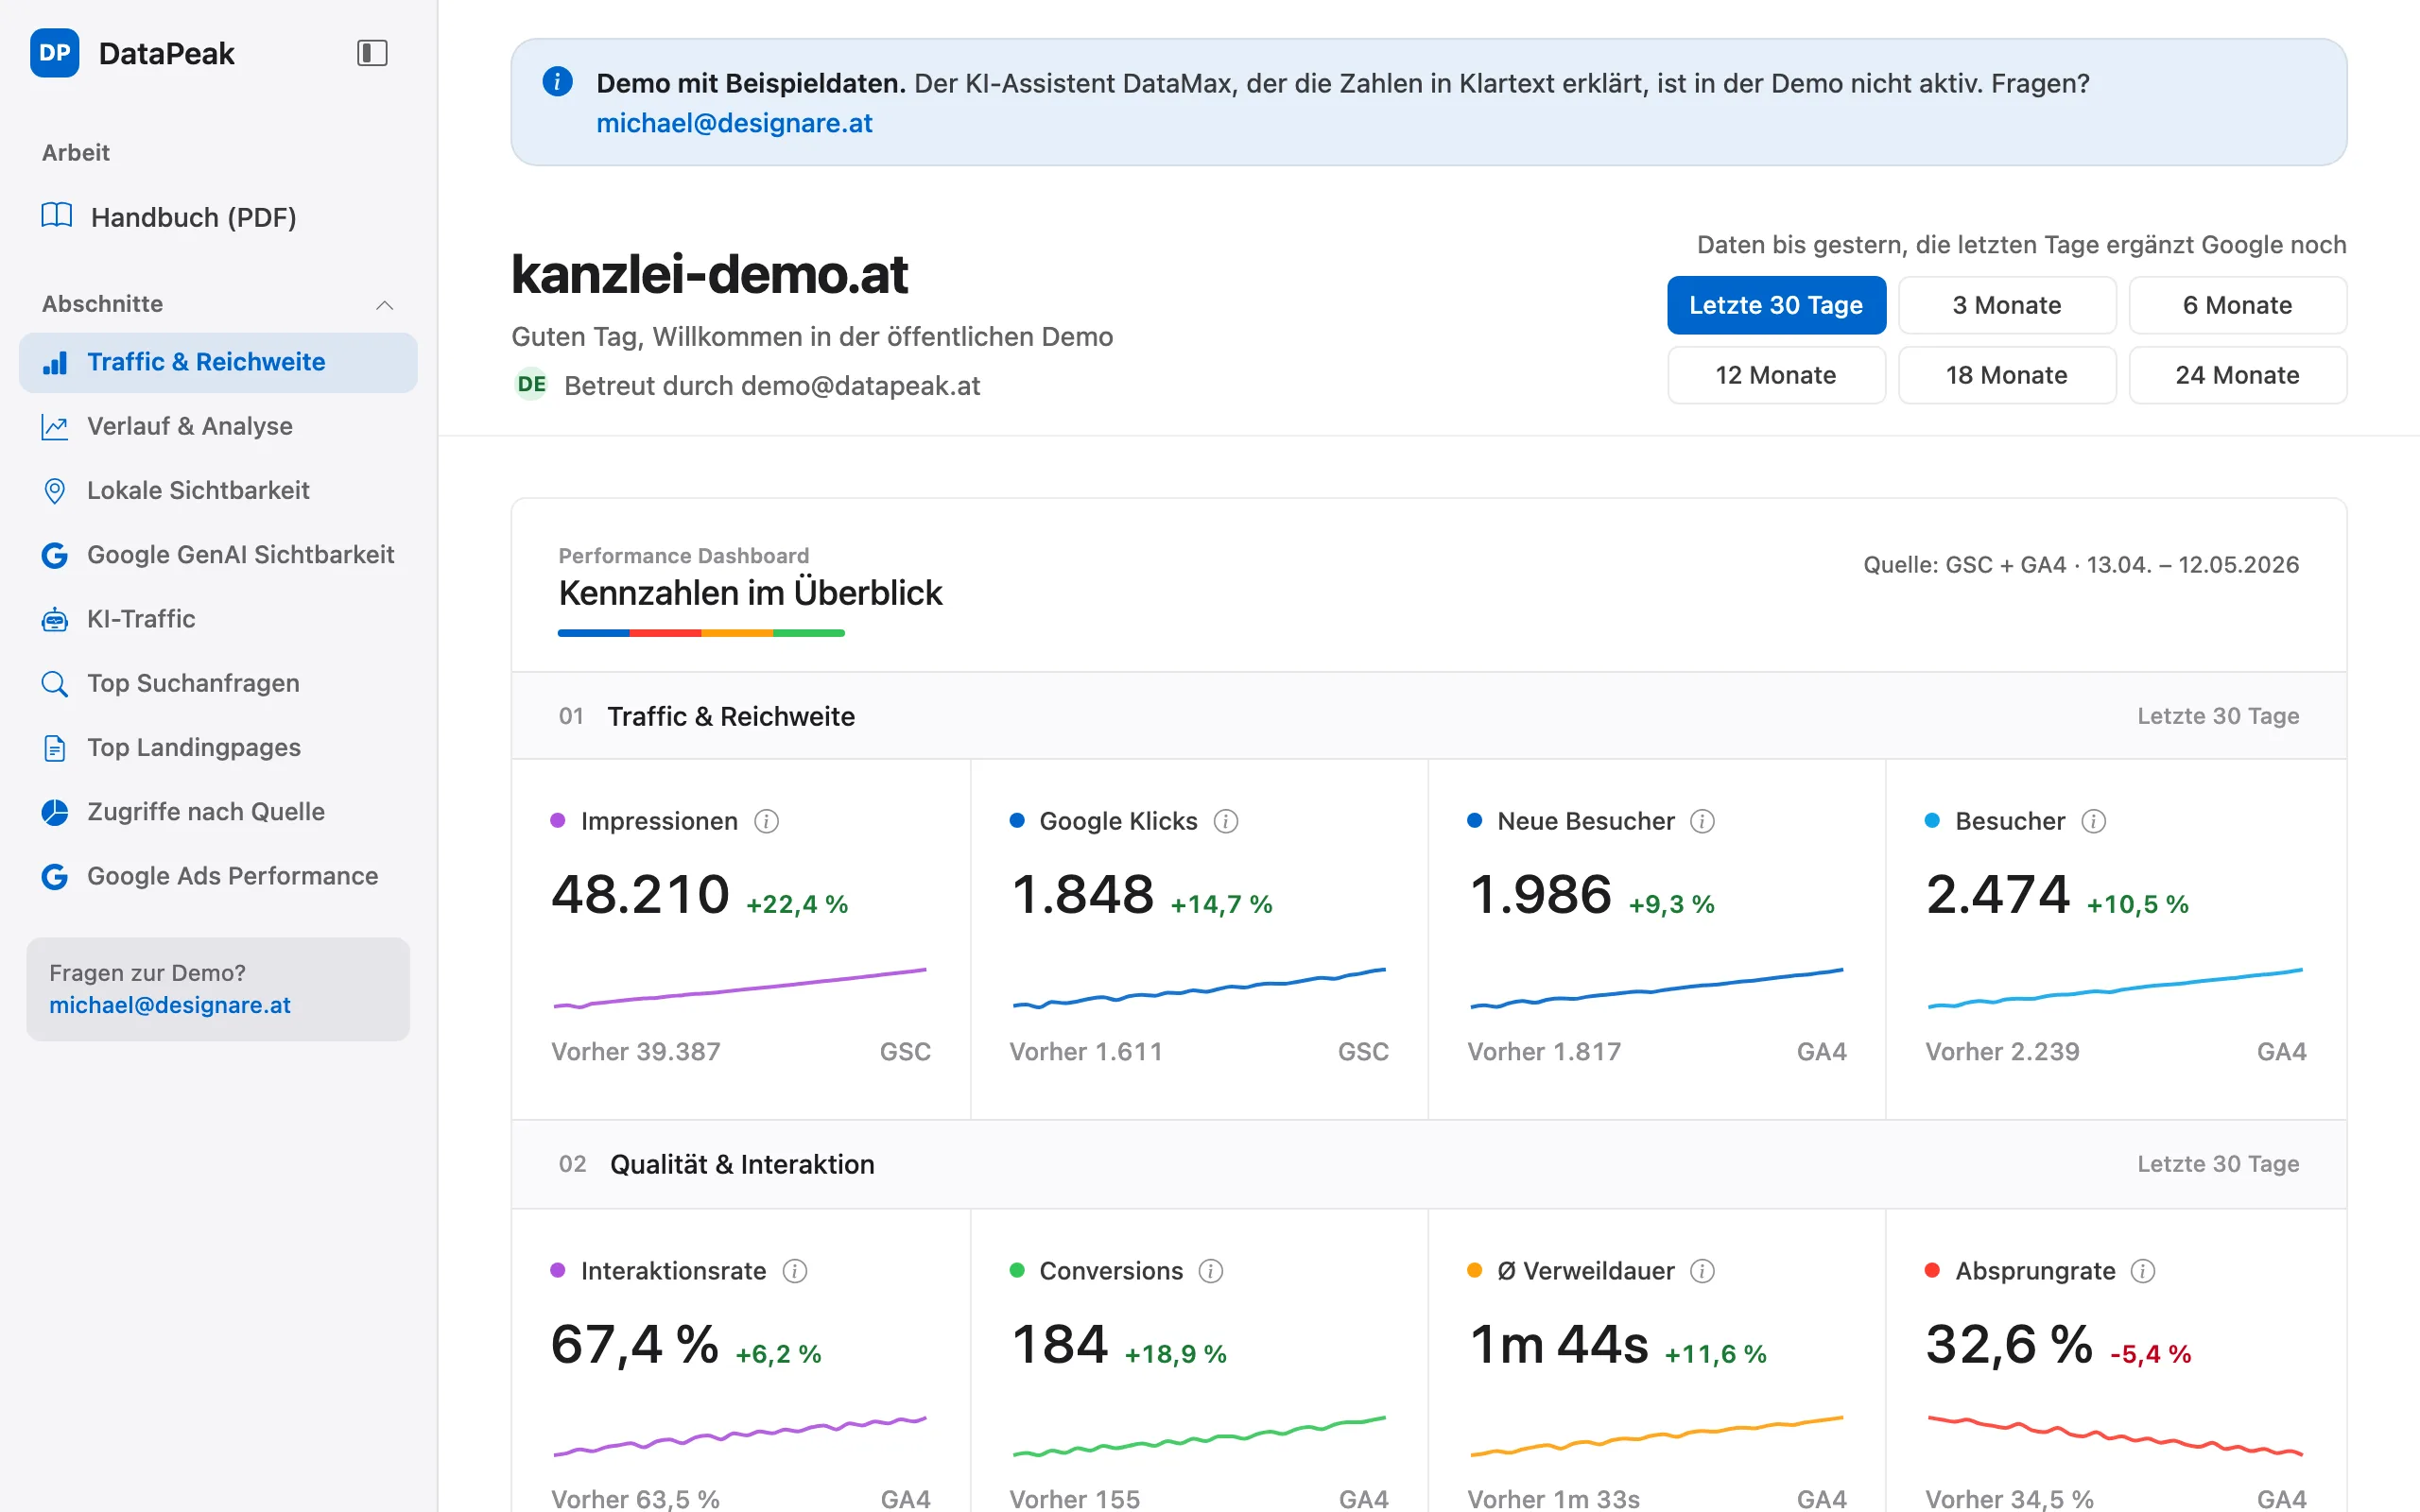 DP DataPeak
Arbeit
Handbuch (PDF)
Abschnitte
Traffic & Reichweite
Verlauf & Analyse
Lokale Sichtbarkeit
Google GenAI Sichtbarkeit
KI-Traffic
Top Suchanfragen
Top Landingpages
Zugriffe nach Quelle
Google Ads Performance
Fragen zur Demo?
michael@designare.at
Demo mit Beispieldaten. Der KI-Assistent DataMax, der die Zahlen in Klartext erklärt, ist in der Demo nicht aktiv. Fragen?
michael@designare.at
kanzlei-demo.at
Guten Tag, Willkommen in der öffentlichen Demo
DE Betreut durch demo@datapeak.at
Daten bis gestern, die letzten Tage ergänzt Google noch
Letzte 30 Tage 3 Monate 6 Monate
12 Monate 18 Monate 24 Monate
Performance Dashboard
Kennzahlen im Überblick
Quelle: GSC + GA4 · 13.04. – 12.05.2026
01 Traffic & Reichweite Letzte 30 Tage
Impressionen
48.210 +22,4 %
Vorher 39.387 GSC
Google Klicks
1.848 +14,7 %
Vorher 1.611 GSC
Neue Besucher
1.986 +9,3 %
Vorher 1.817 GA4
Besucher
2.474 +10,5 %
Vorher 2.239 GA4
02 Qualität & Interaktion Letzte 30 Tage
Interaktionsrate
67,4 % +6,2 %
Vorher 63,5 % GA4
Conversions
184 +18,9 %
Vorher 155 GA4
Ø Verweildauer
1m 44s +11,6 %
Vorher 1m 33s GA4
Absprungrate
32,6 % -5,4 %
Vorher 34,5 % GA4